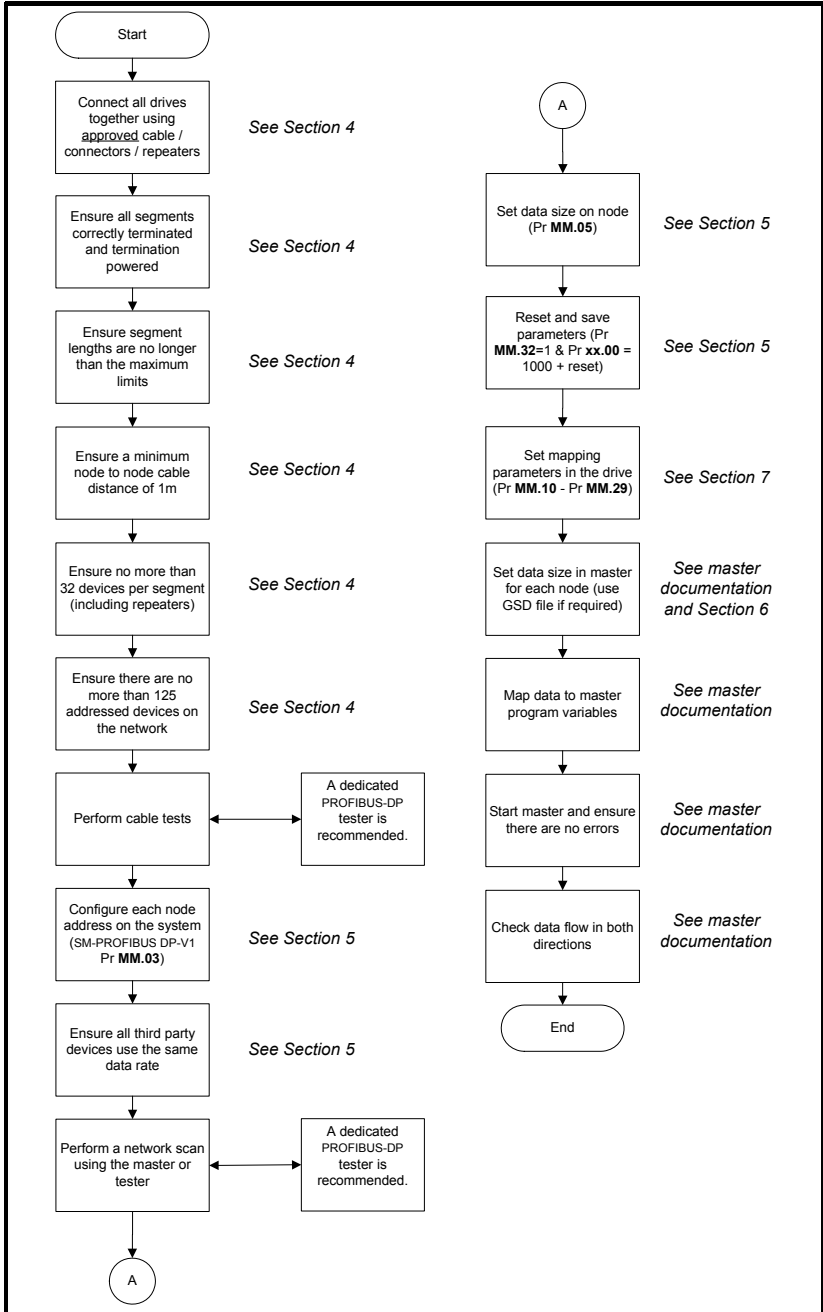 Start
Connect all drives
together using
approved cable /
connectors / repeaters
See Section 4
Ensure all segments
correctly terminated
and termination
powered
See Section 4
Ensure segment
lengths are no longer
than the maximum
limits
See Section 4
Ensure a minimum
node to node cable
distance of 1m
See Section 4
Ensure no more than
32 devices per segment
(including repeaters)
See Section 4
Ensure there are no
more than 125
addressed devices on
the network
See Section 4
Perform cable tests
A dedicated
PROFIBUS-DP
tester is
recommended.
Configure each node
address on the system
(SM-PROFIBUS DP-V1
Pr MM.03)
See Section 5
Ensure all third party
devices use the same
data rate
See Section 5
Perform a network scan
using the master or
tester
A dedicated
PROFIBUS-DP
tester is
recommended.
A
A
Set data size on node
(Pr MM.05)
See Section 5
Reset and save
parameters (Pr
MM.32=1 & Pr xx.00 =
1000 + reset)
See Section 5
Set mapping
parameters in the drive
(Pr MM.10 - Pr MM.29)
See Section 7
Set data size in master
for each node (use
GSD file if required)
See master
documentation
and Section 6
Map data to master
program variables
See master
documentation
Start master and ensure
there are no errors
See master
documentation
Check data flow in both
directions
See master
documentation
End